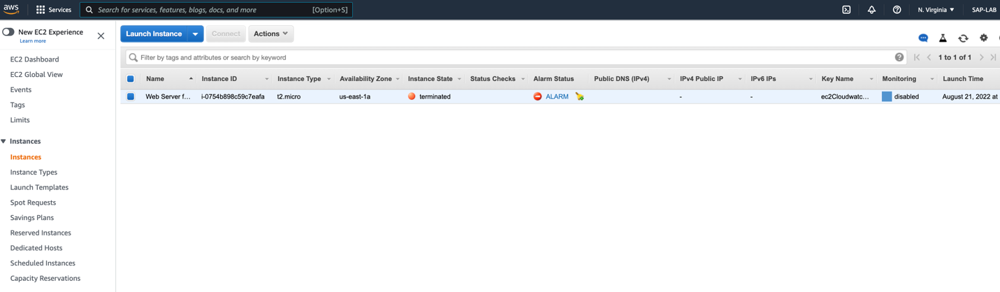 aws Services Search for services, features, blogs, docs, and more [Option+S] N. Virginia SAP-LAB
New EC2 Experience
Learn more
EC2 Dashboard
EC2 Global View
Events
Tags
Limits
Instances
Instances
Instance Types
Launch Templates
Spot Requests
Savings Plans
Reserved Instances
Dedicated Hosts
Scheduled Instances
Capacity Reservations
Launch Instance Connect Actions
Filter by tags and attributes or search by keyword 1 to 1 of 1
Name Instance ID Instance Type Availability Zone Instance State Status Checks Alarm Status Public DNS (IPv4) IPv4 Public IP IPv6 IPs Key Name Monitoring Launch Time
Web Server f... i-0754b898c59c7eafa t2.micro us-east-1a terminated ALARM - - ec2Cloudwatc... disabled August 21, 2022 at